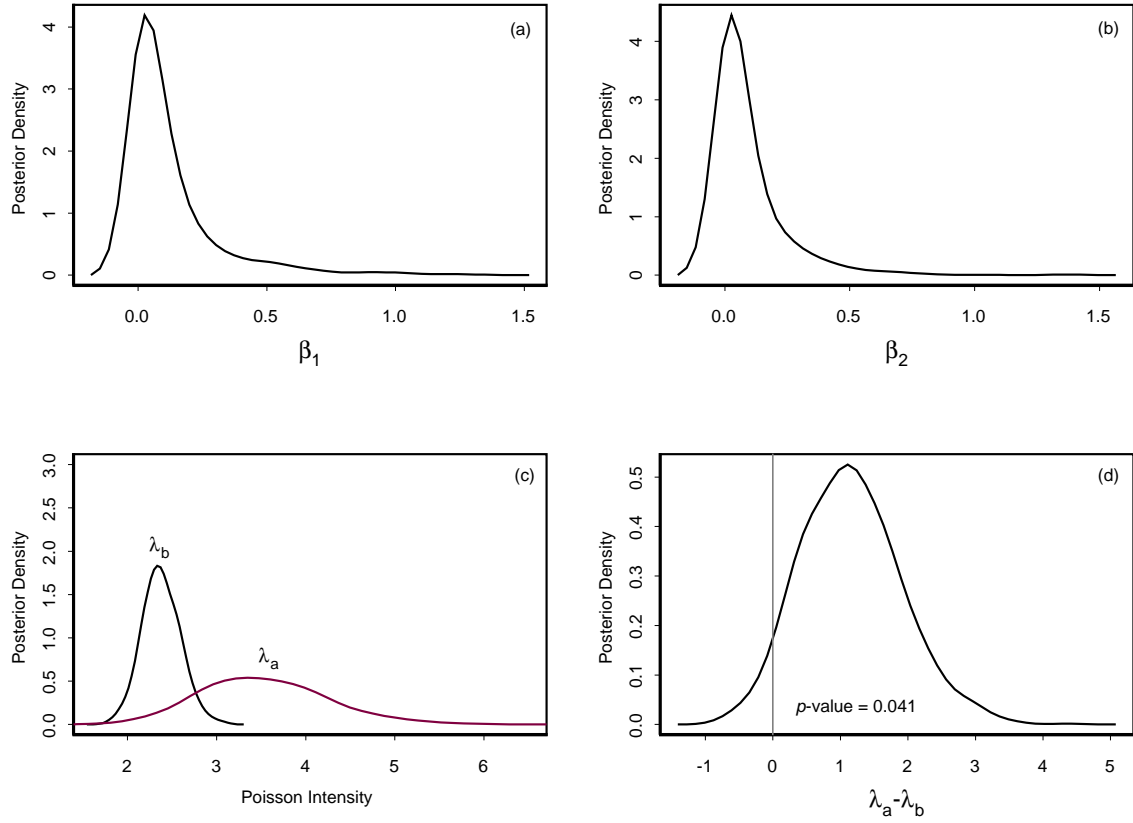 (a)
Posterior Density
0 1 2 3 4
0.0 0.5 1.0 1.5
β1
(b)
Posterior Density
0 1 2 3 4
0.0 0.5 1.0 1.5
β2
(c)
Posterior Density
0.0 0.5 1.0 1.5 2.0 2.5 3.0
λb
λa
2 3 4 5 6
Poisson Intensity
(d)
Posterior Density
0.0 0.1 0.2 0.3 0.4 0.5
p-value = 0.041
-1 0 1 2 3 4 5
λa-λb